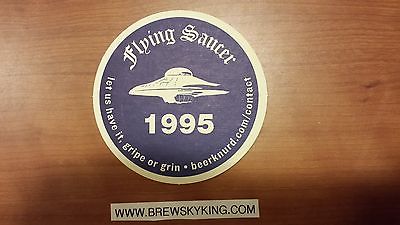 Flying Saucer
1995
let us have it, gripe or grin • beerknurd.com/contact
WWW.BREWSKYKING.COM